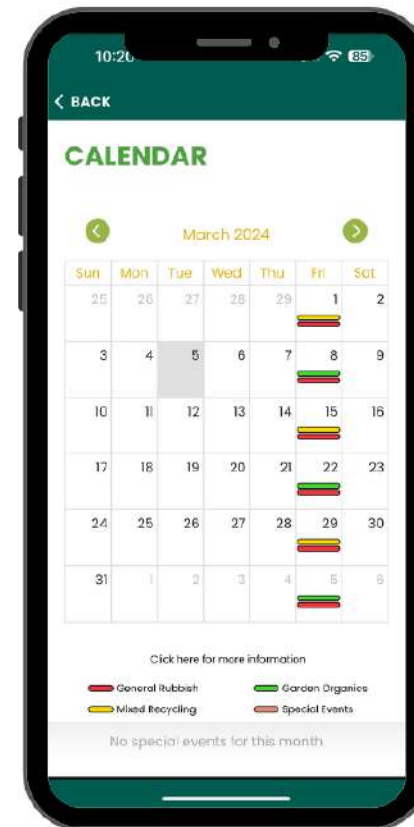 10:20
85
BACK
CALENDAR
March 2024
Sun Mon Tue Wed Thu Fri Sat
25 26 27 28 29 1 2
3 4 5 6 7 8 9
10 11 12 13 14 15 16
17 18 19 20 21 22 23
24 25 26 27 28 29 30
31 1 2 3 4 5 6
Click here for more information
General Rubbish Garden Organics
Mixed Recycling Special Events
No special events for this month